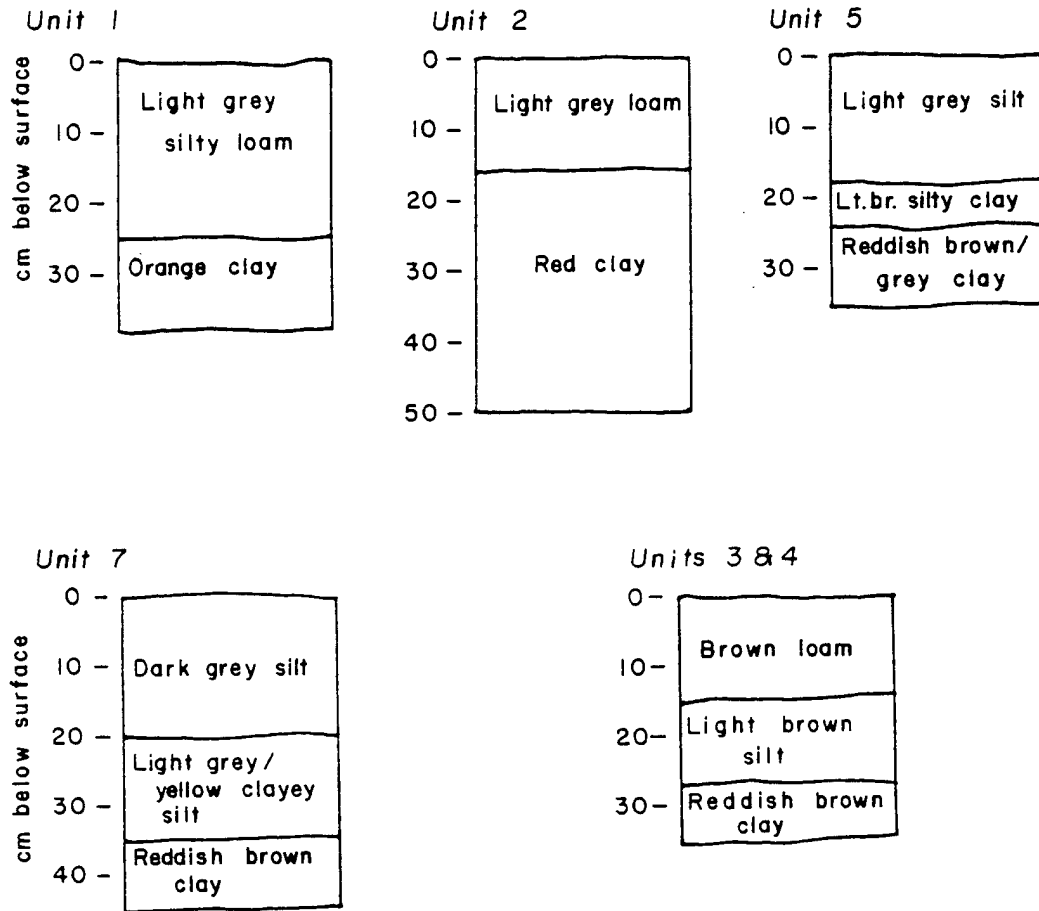 Unit 1
cm below surface
0-
10 -
20 -
30 -
Light grey
silty loam
Orange clay
Unit 2
0 -
10 -
20 -
30 -
40 -
50 -
Light grey loam
Red clay
Unit 5
0 -
10 -
20 -
30 -
Light grey silt
Lt. br. silty clay
Reddish brown/
grey clay
Unit 7
cm below surface
0 -
10 -
20 -
30 -
40 -
Dark grey silt
Light grey /
yellow clayey
silt
Reddish brown
clay
Units 3 & 4
0 -
10 -
20-
30-
Brown loam
Light brown
silt
Reddish brown
clay